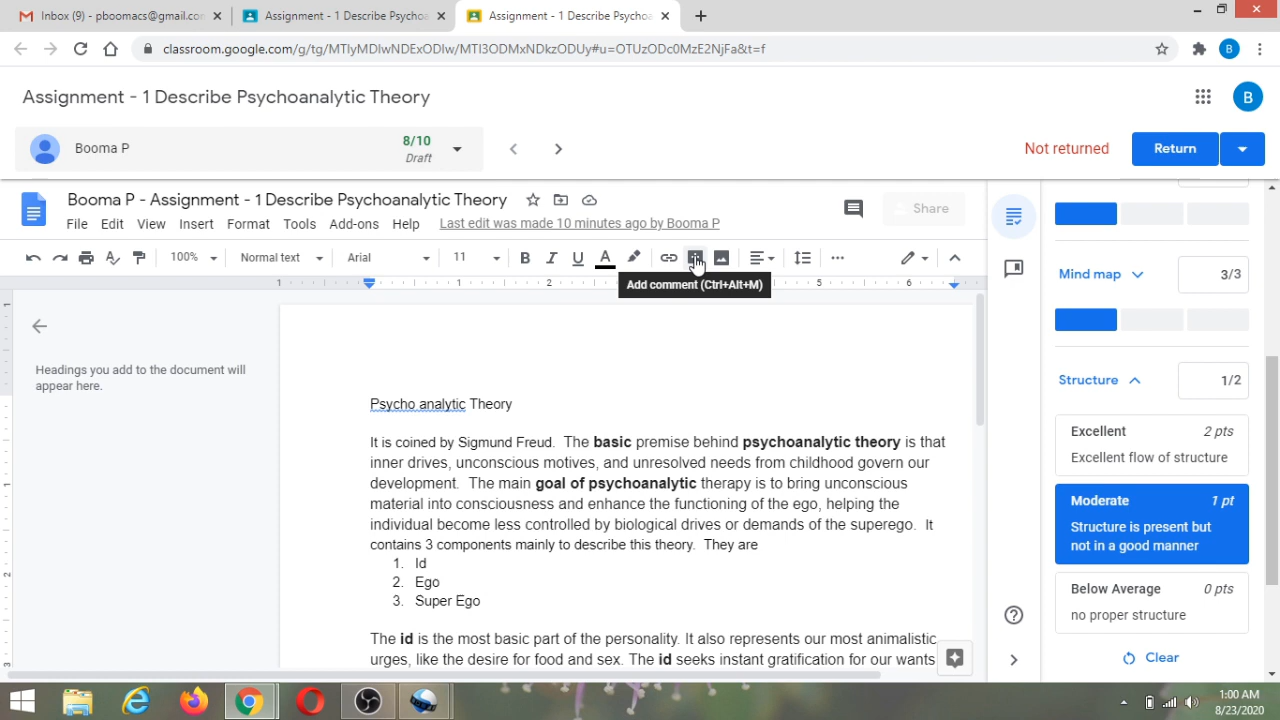 Inbox (9) - pboomacs@gmail.co
Assignment - 1 Describe Psychoa
Assignment - 1 Describe Psychoa
classroom.google.com/g/tg/MTIyMDIwNDExODIw/MTI3ODMxNDkzODUy#u=OTUzODc0MzE2NjFa&t=f
B
Assignment - 1 Describe Psychoanalytic Theory
B
Booma P
8/10
Draft
Not returned
Return
Booma P - Assignment - 1 Describe Psychoanalytic Theory
File Edit View Insert Format Tools Add-ons Help Last edit was made 10 minutes ago by Booma P
Share
100% Normal text Arial 11 B I U A
Add comment (Ctrl+Alt+M)
1 1 2 5 6
Headings you add to the document will
appear here.
Psycho analytic Theory
It is coined by Sigmund Freud. The basic premise behind psychoanalytic theory is that
inner drives, unconscious motives, and unresolved needs from childhood govern our
development. The main goal of psychoanalytic therapy is to bring unconscious
material into consciousness and enhance the functioning of the ego, helping the
individual become less controlled by biological drives or demands of the superego. It
contains 3 components mainly to describe this theory. They are
1. Id
2. Ego
3. Super Ego
The id is the most basic part of the personality. It also represents our most animalistic
urges, like the desire for food and sex. The id seeks instant gratification for our wants
Mind map 3/3
Structure 1/2
Excellent 2 pts
Excellent flow of structure
Moderate 1 pt
Structure is present but
not in a good manner
Below Average 0 pts
no proper structure
Clear
1:00 AM
8/23/2020